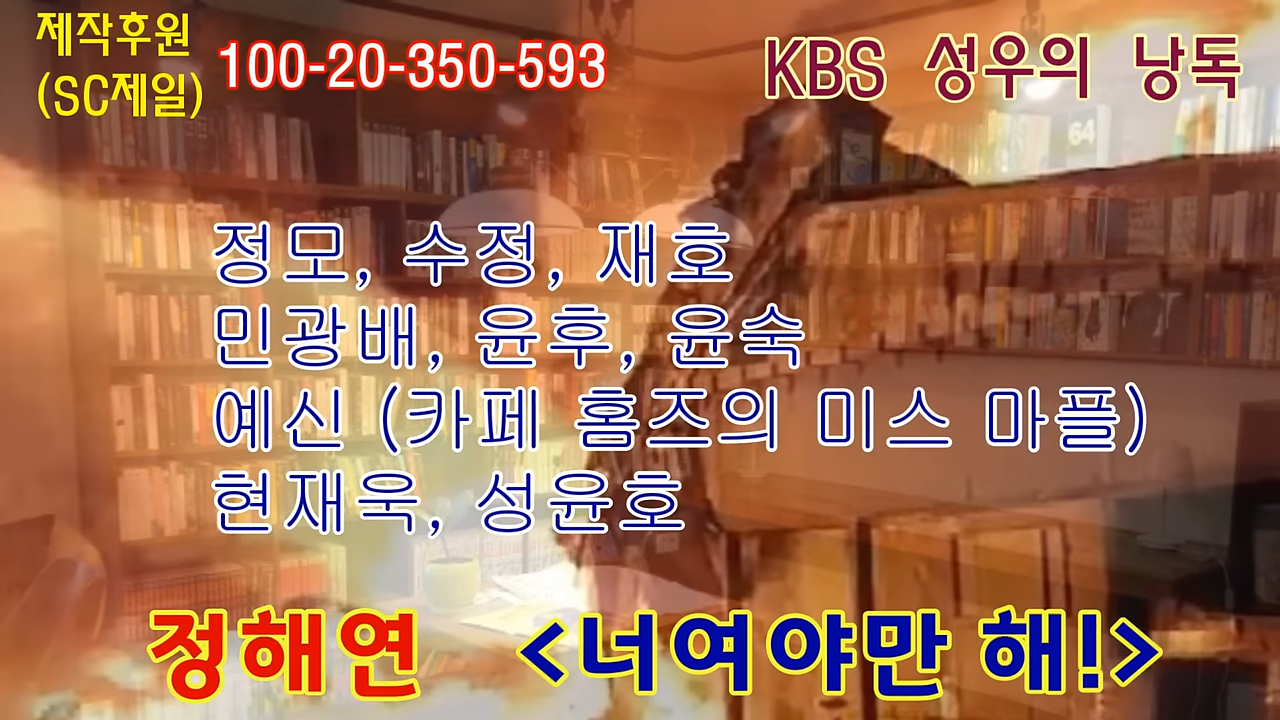 제작후원
(SC제일)
100-20-350-593
KBS 성우의 낭독
64
정모, 수정, 재호
민광배, 윤후, 윤숙
예신 (카페 홈즈의 미스 마플)
현재욱, 성윤호
정해연 <너여야만 해!>